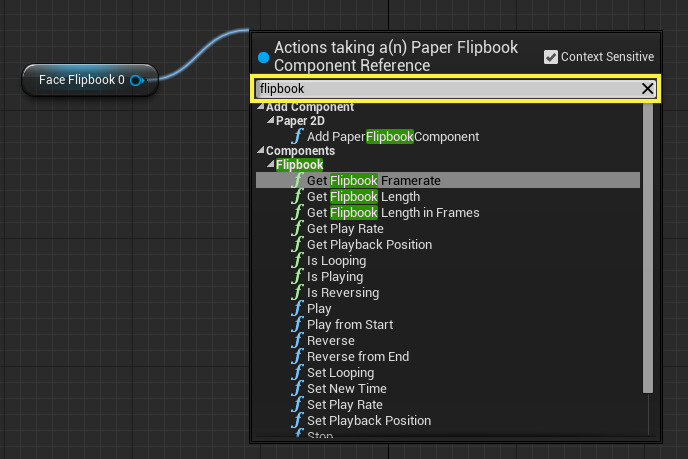 Face Flipbook 0
Actions taking a(n) Paper Flipbook
Component Reference
Context Sensitive
flipbook
Add Component
Paper 2D
Add PaperFlipbookComponent
Components
Flipbook
Get Flipbook Framerate
Get Flipbook Length
Get Flipbook Length in Frames
Get Play Rate
Get Playback Position
Is Looping
Is Playing
Is Reversing
Play
Play from Start
Reverse
Reverse from End
Set Looping
Set New Time
Set Play Rate
Set Playback Position
Stop